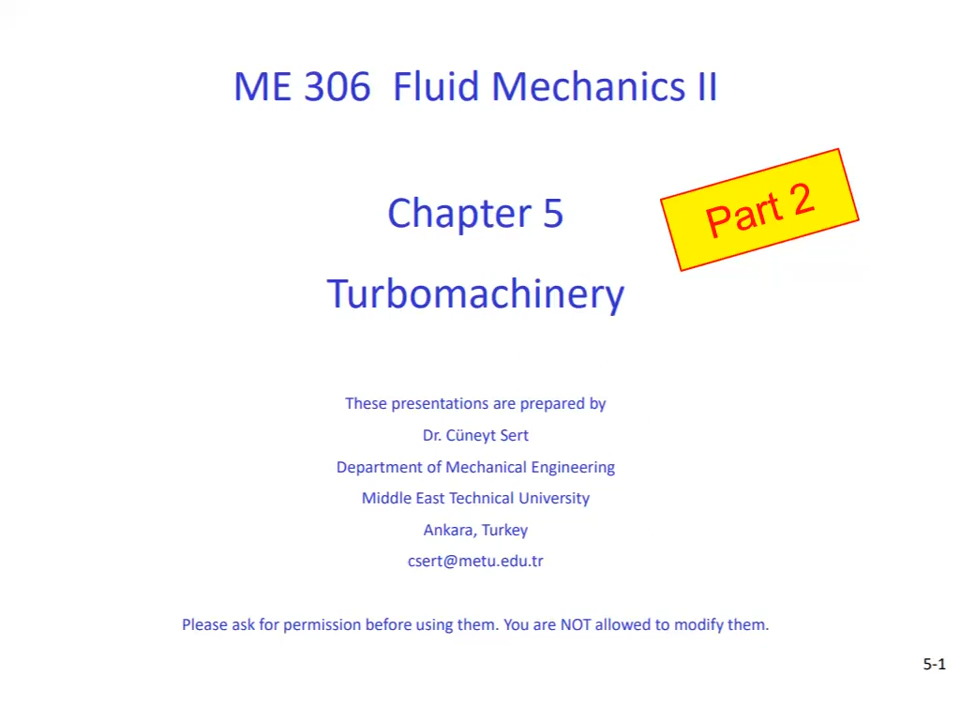 ME 306  Fluid Mechanics II
Chapter 5
Part 2
Turbomachinery
These presentations are prepared by
Dr. Cüneyt Sert
Department of Mechanical Engineering
Middle East Technical University
Ankara, Turkey
csert@metu.edu.tr
Please ask for permission before using them. You are NOT allowed to modify them.
5-1